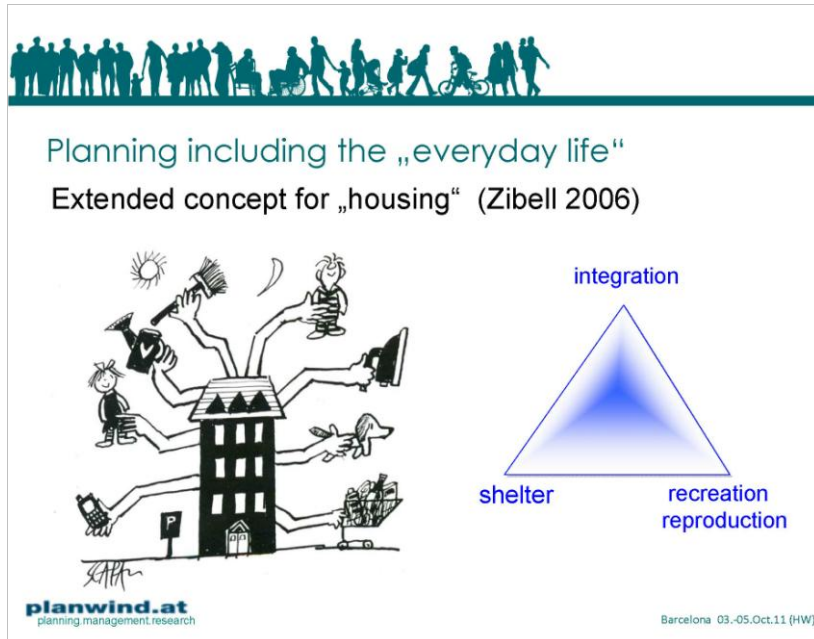 Planning including the „everyday life“
Extended concept for „housing“ (Zibell 2006)
integration
shelter
recreation
reproduction
P
planwind.at
planning.management.research
Barcelona 03.-05.Oct.11 (HW)